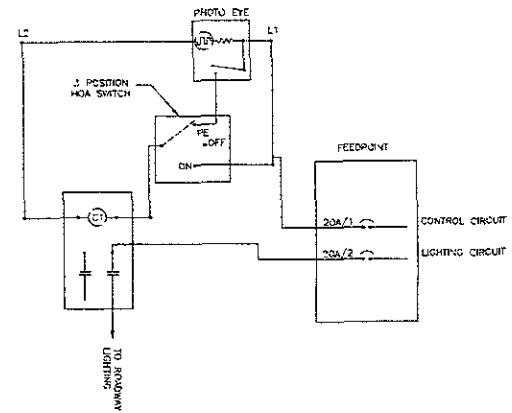 PHOTO EYE
L2
L1
3 POSITION
HOA SWITCH
PE
OFF
ON
FEEDPOINT
20A/1
CONTROL CIRCUIT
20A/2
LIGHTING CIRCUIT
TO ROADWAY
LIGHTING